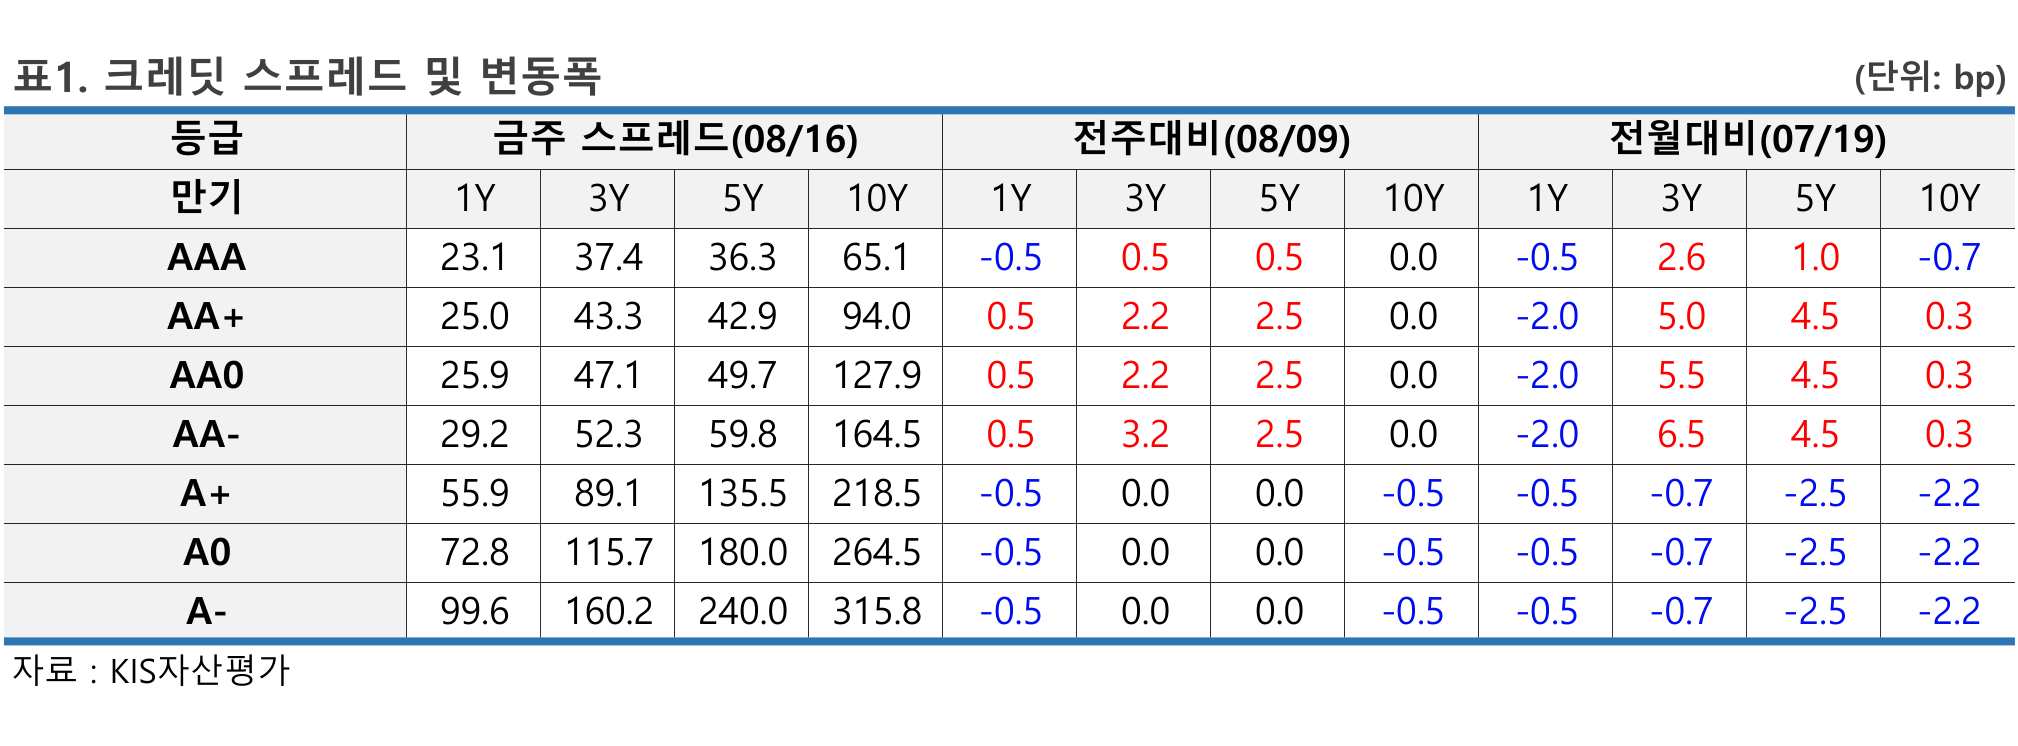 표1. 크레딧 스프레드 및 변동폭 (단위: bp)
등급 금주 스프레드(08/16) 전주대비(08/09) 전월대비(07/19)
만기 1Y 3Y 5Y 10Y 1Y 3Y 5Y 10Y 1Y 3Y 5Y 10Y
AAA 23.1 37.4 36.3 65.1 -0.5 0.5 0.5 0.0 -0.5 2.6 1.0 -0.7
AA+ 25.0 43.3 42.9 94.0 0.5 2.2 2.5 0.0 -2.0 5.0 4.5 0.3
AA0 25.9 47.1 49.7 127.9 0.5 2.2 2.5 0.0 -2.0 5.5 4.5 0.3
AA- 29.2 52.3 59.8 164.5 0.5 3.2 2.5 0.0 -2.0 6.5 4.5 0.3
A+ 55.9 89.1 135.5 218.5 -0.5 0.0 0.0 -0.5 -0.5 -0.7 -2.5 -2.2
A0 72.8 115.7 180.0 264.5 -0.5 0.0 0.0 -0.5 -0.5 -0.7 -2.5 -2.2
A- 99.6 160.2 240.0 315.8 -0.5 0.0 0.0 -0.5 -0.5 -0.7 -2.5 -2.2
자료 : KIS자산평가